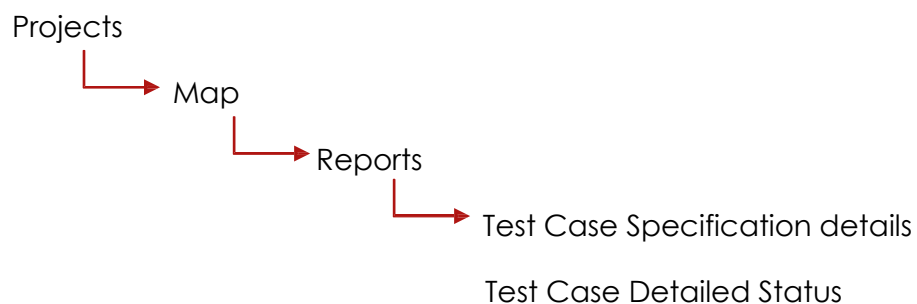 Projects
Map
Reports
Test Case Specification details
Test Case Detailed Status